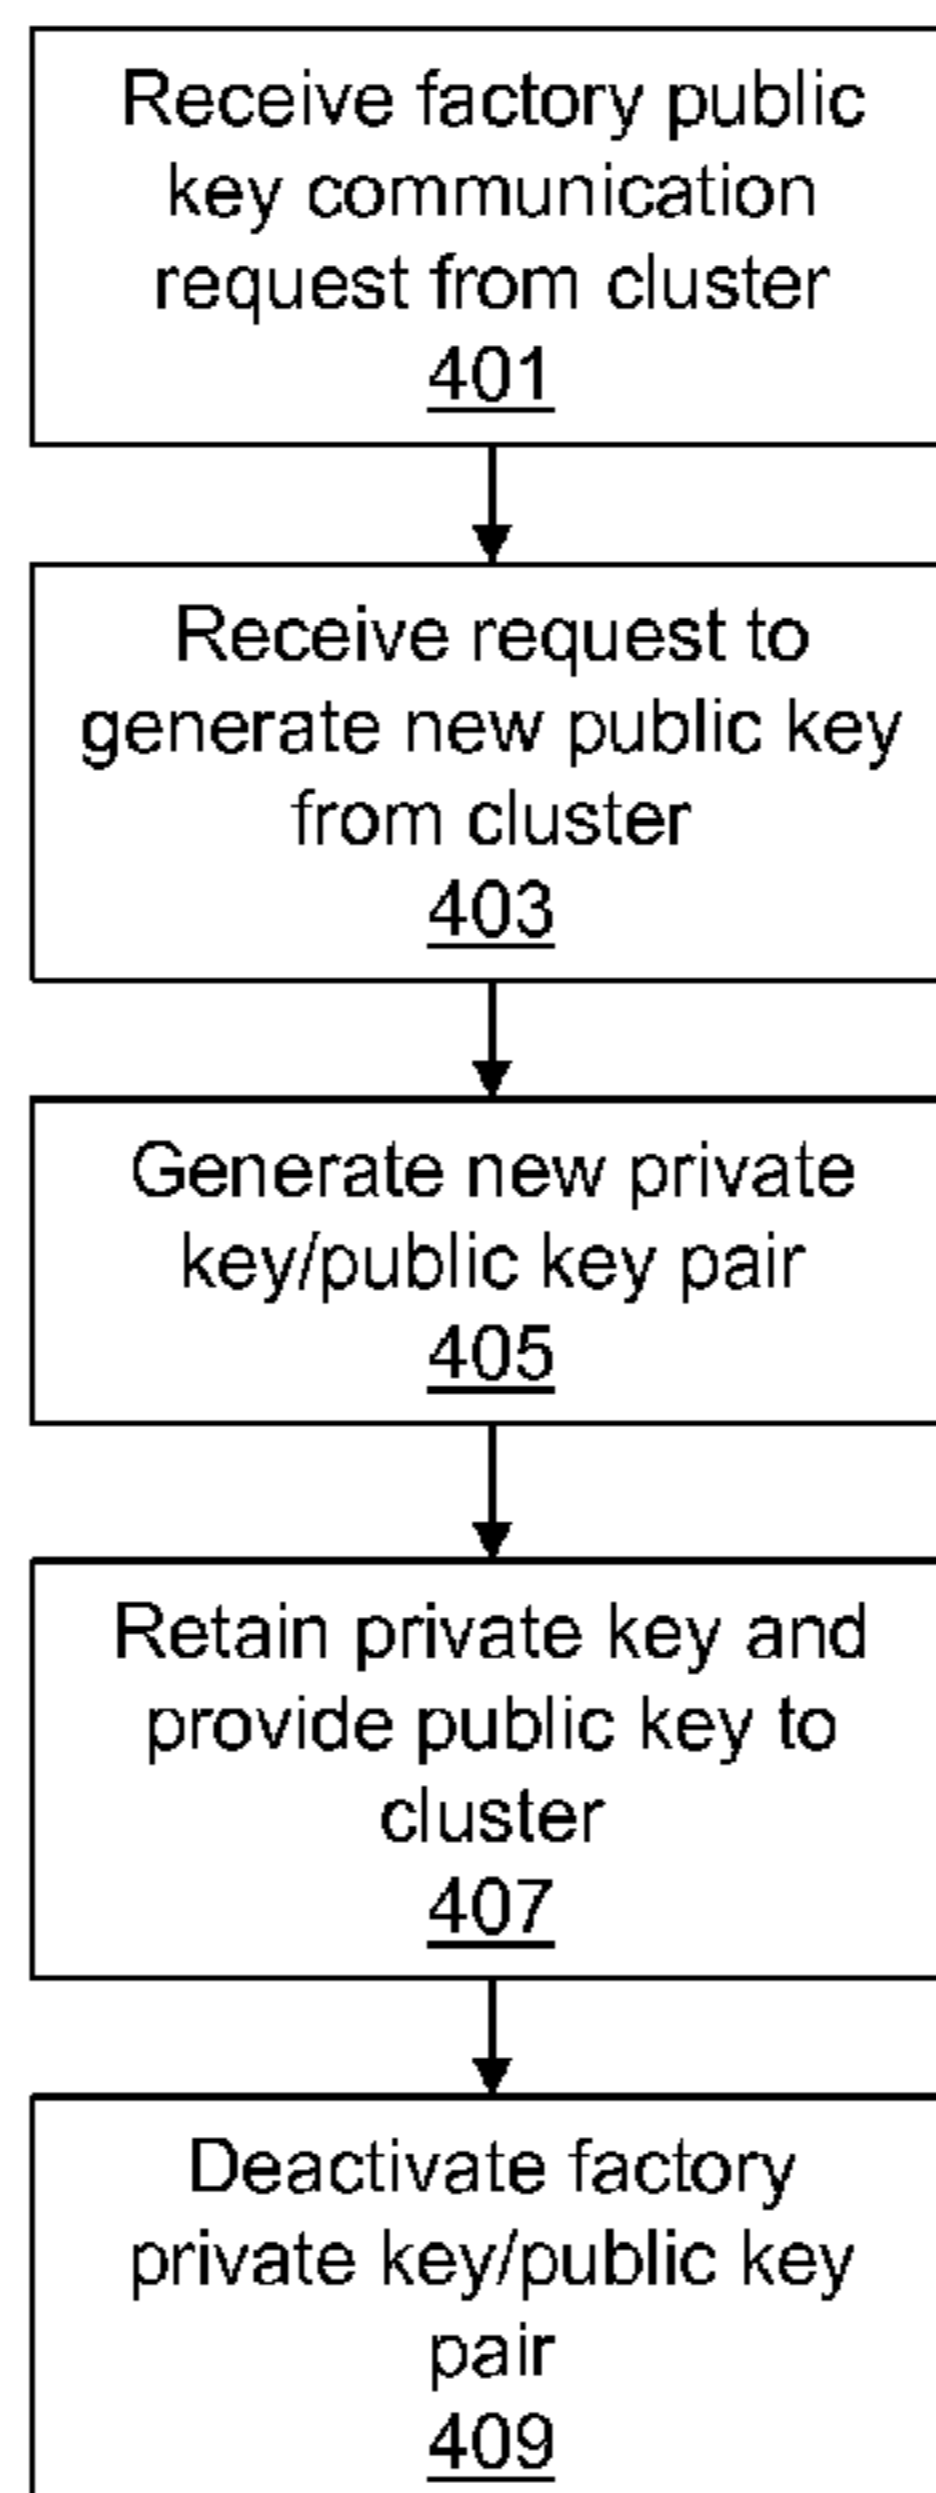 Receive factory public
key communication
request from cluster
401
Receive request to
generate new public key
from cluster
403
Generate new private
key/public key pair
405
Retain private key and
provide public key to
cluster
407
Deactivate factory
private key/public key
pair
409